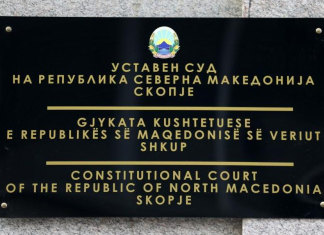 УСТАВЕН СУД
НА РЕПУБЛИКА СЕВЕРНА МАКЕДОНИЈА
СКОПЈЕ
GJYKATA KUSHTETUESE
E REPUBLIKËS SË MAQEDONISË SË VERIUT
SHKUP
CONSTITUTIONAL COURT
OF THE REPUBLIC OF NORTH MACEDONIA
SKOPJE